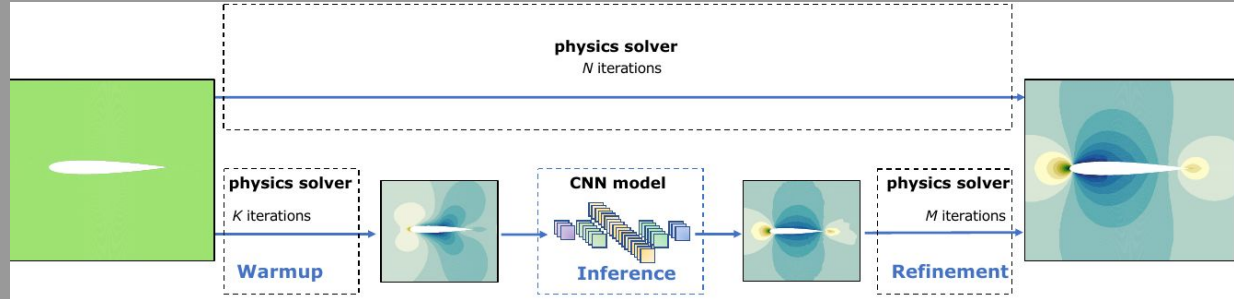 physics solver
N iterations
physics solver
K iterations
Warmup
CNN model
Inference
physics solver
M iterations
Refinement